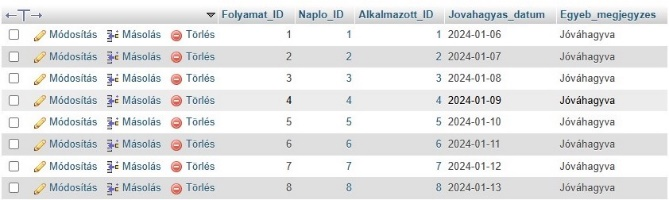 ←T→ Folyamat_ID Naplo_ID Alkalmazott_ID Jovahagyas_datum Egyeb_megjegyzes
Módosítás Másolás Törlés 1 1 1 2024-01-06 Jóváhagyva
Módosítás Másolás Törlés 2 2 2 2024-01-07 Jóváhagyva
Módosítás Másolás Törlés 3 3 3 2024-01-08 Jóváhagyva
Módosítás Másolás Törlés 4 4 4 2024-01-09 Jóváhagyva
Módosítás Másolás Törlés 5 5 5 2024-01-10 Jóváhagyva
Módosítás Másolás Törlés 6 6 6 2024-01-11 Jóváhagyva
Módosítás Másolás Törlés 7 7 7 2024-01-12 Jóváhagyva
Módosítás Másolás Törlés 8 8 8 2024-01-13 Jóváhagyva